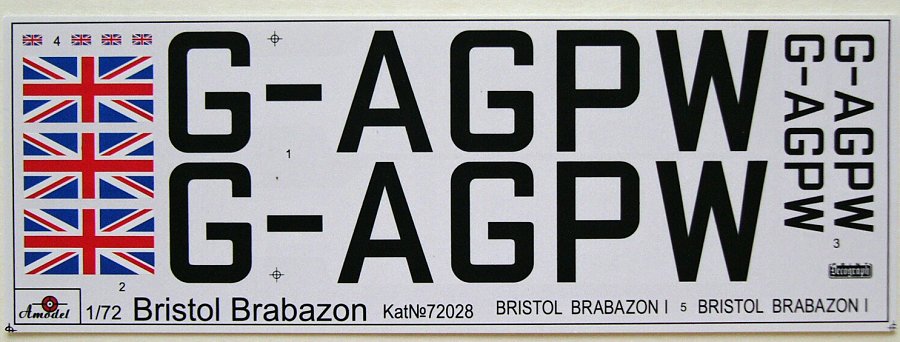 4
G-AGPW
1
G-AGPW
2
G-AGPW
G-AGPW
3
Decograph
Amodel
1/72 Bristol Brabazon KatNo72028
BRISTOL BRABAZON I 5 BRISTOL BRABAZON I